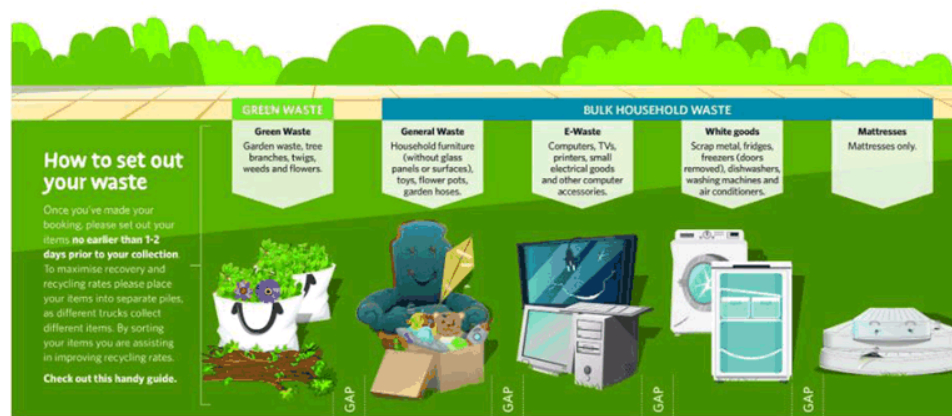 GREEN WASTE
BULK HOUSEHOLD WASTE
How to set out
your waste
Once you've made your
booking, please set out your
items no earlier than 1-2
days prior to your collection.
To maximise recovery and
recycling rates please place
your items into separate piles,
as different trucks collect
different items. By sorting
your items you are assisting
in improving recycling rates.
Check out this handy guide.
Green Waste
Garden waste, tree
branches, twigs,
weeds and flowers.
General Waste
Household furniture
(without glass
panels or surfaces),
toys, flower pots,
garden hoses.
E-Waste
Computers, TVs,
printers, small
electrical goods
and other computer
accessories.
White goods
Scrap metal, fridges,
freezers (doors
removed), dishwashers,
washing machines and
air conditioners.
Mattresses
Mattresses only.
GAP
GAP
GAP
GAP